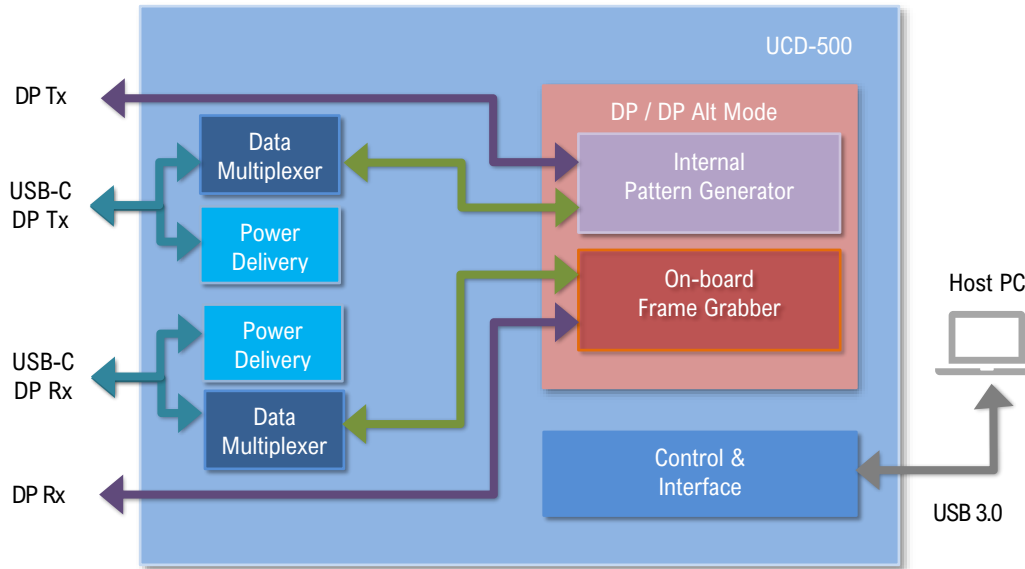 UCD-500
DP Tx
DP / DP Alt Mode
Data
Multiplexer
Internal
Pattern Generator
USB-C
DP Tx
Power
Delivery
On-board
Frame Grabber
Host PC
Power
Delivery
USB-C
DP Rx
Data
Multiplexer
Control &
Interface
DP Rx
USB 3.0